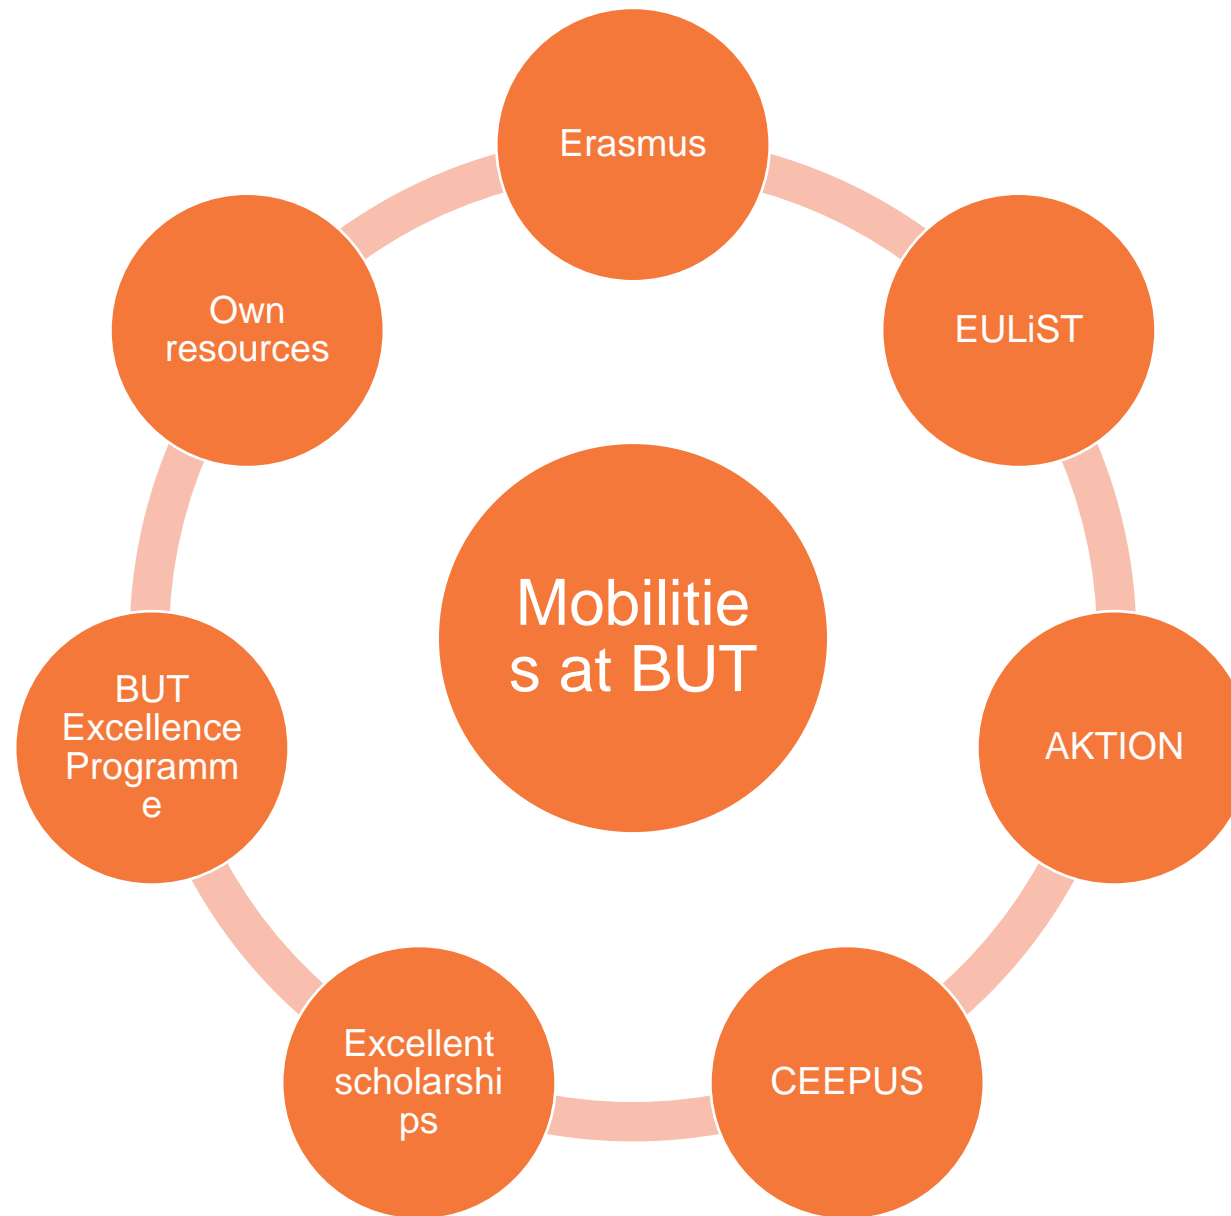 Erasmus
EULiST
AKTION
CEEPUS
Excellent
scholarshi
ps
BUT
Excellence
Programm
e
Own
resources
Mobilitie
s at BUT